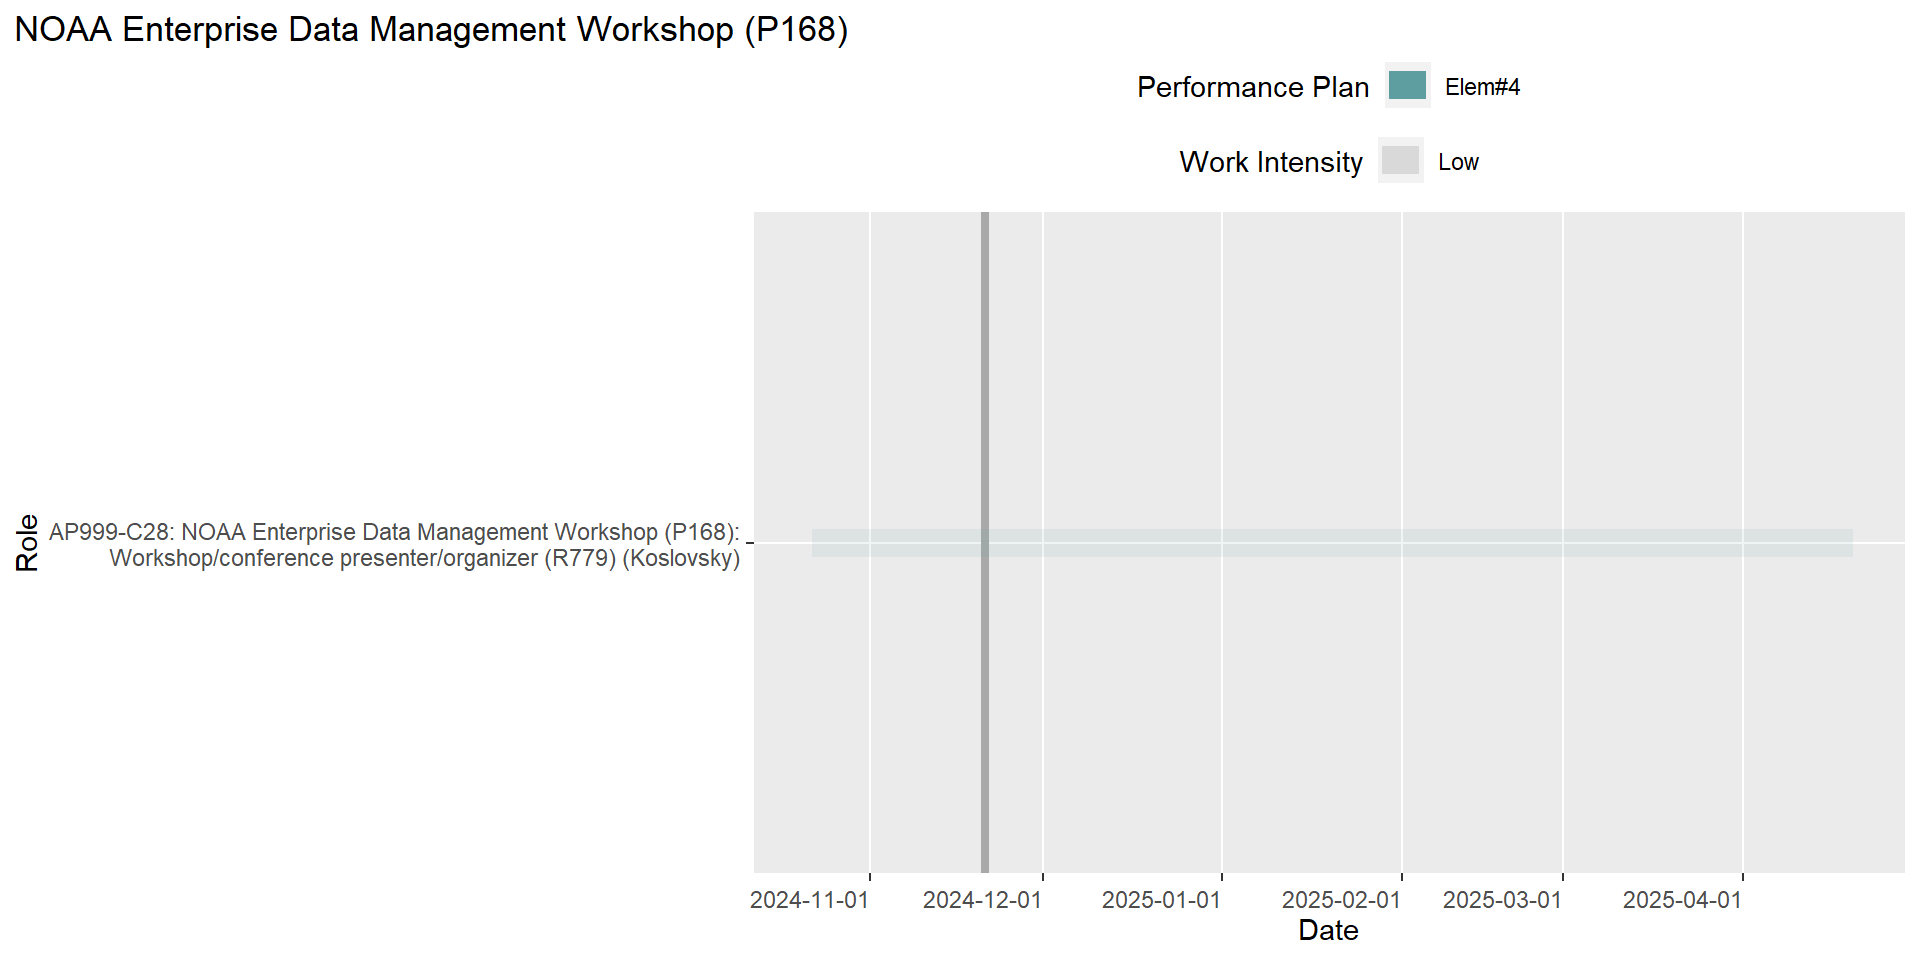 NOAA Enterprise Data Management Workshop (P168)
Performance Plan Elem#4
Work Intensity Low
Role
AP999-C28: NOAA Enterprise Data Management Workshop (P168):
Workshop/conference presenter/organizer (R779) (Koslovsky)
2024-11-01 2024-12-01 2025-01-01 2025-02-01 2025-03-01 2025-04-01
Date